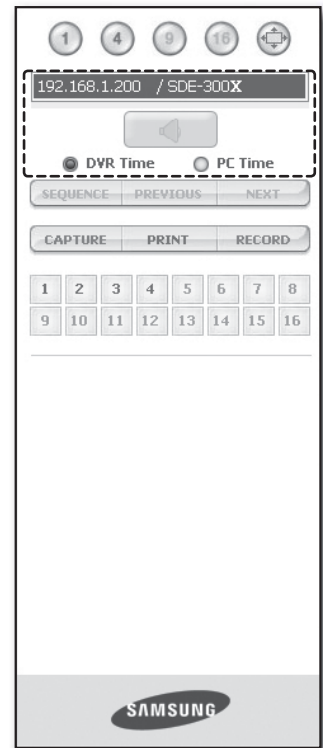 1 4 9 16
192.168.1.200 / SDE-300X
DVR Time PC Time
SEQUENCE PREVIOUS NEXT
CAPTURE PRINT RECORD
1 2 3 4 5 6 7 8
9 10 11 12 13 14 15 16
SAMSUNG